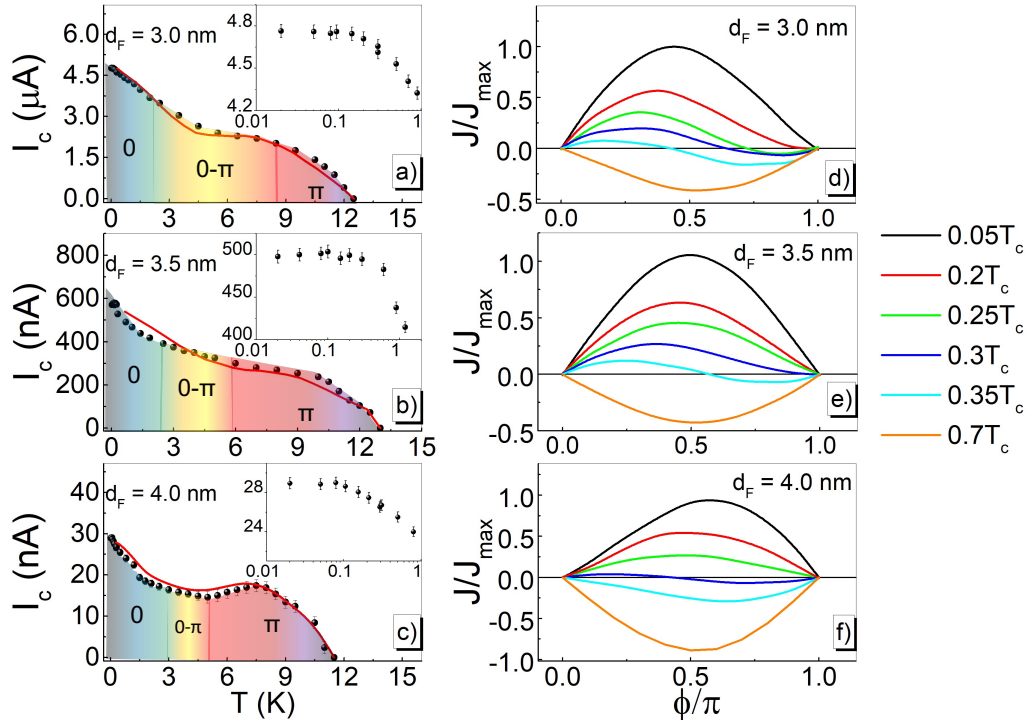 d_F = 3.0 nm
I_c (μA)
6.0
4.5
3.0
1.5
0.0
4.8
4.5
4.2
0.01
0.1
1
0
0-π
π
a)
0
3
6
9
12
15
d_F = 3.5 nm
I_c (nA)
800
600
400
200
0
500
450
400
0.01
0.1
1
0
0-π
π
b)
0
3
6
9
12
15
d_F = 4.0 nm
I_c (nA)
40
30
20
10
0
28
24
0.01
0.1
1
0
0-π
π
c)
0
3
6
9
12
15
T (K)
d_F = 3.0 nm
J/J_max
1.0
0.5
0.0
-0.5
d)
0.0
0.5
1.0
d_F = 3.5 nm
J/J_max
1.0
0.5
0.0
-0.5
e)
0.0
0.5
1.0
d_F = 4.0 nm
J/J_max
1.0
0.5
0.0
-0.5
-1.0
f)
0.0
0.5
1.0
ϕ/π
0.05T_c
0.2T_c
0.25T_c
0.3T_c
0.35T_c
0.7T_c